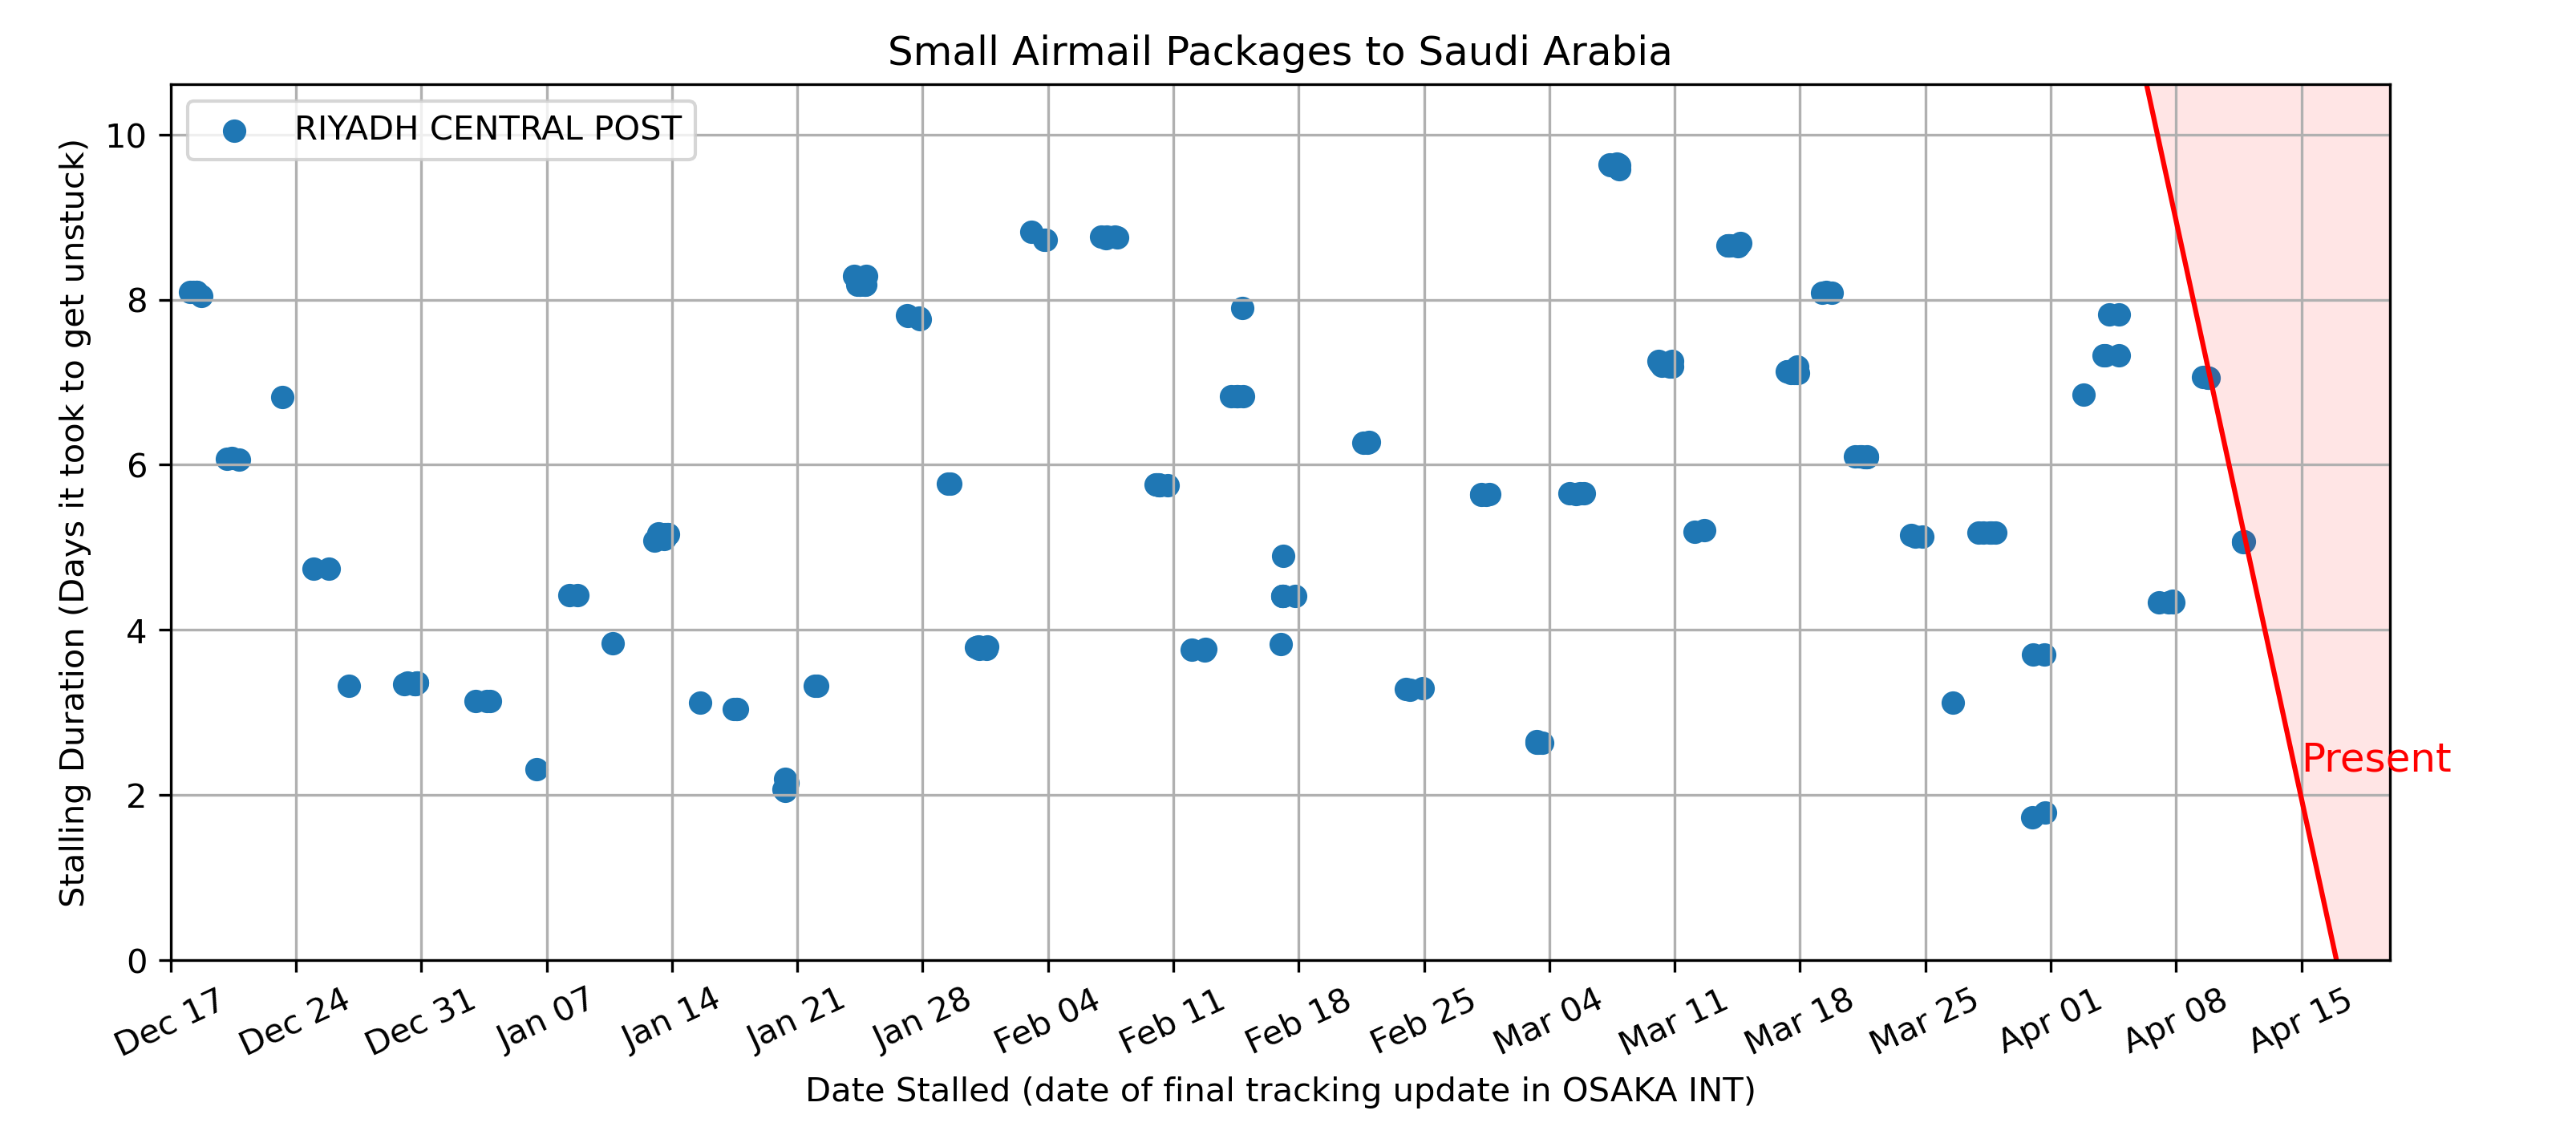 Small Airmail Packages to Saudi Arabia
RIYADH CENTRAL POST
Stalling Duration (Days it took to get unstuck)
10
8
6
4
2
0
Present
Dec 17 Dec 24 Dec 31 Jan 07 Jan 14 Jan 21 Jan 28 Feb 04 Feb 11 Feb 18 Feb 25 Mar 04 Mar 11 Mar 18 Mar 25 Apr 01 Apr 08 Apr 15
Date Stalled (date of final tracking update in OSAKA INT)